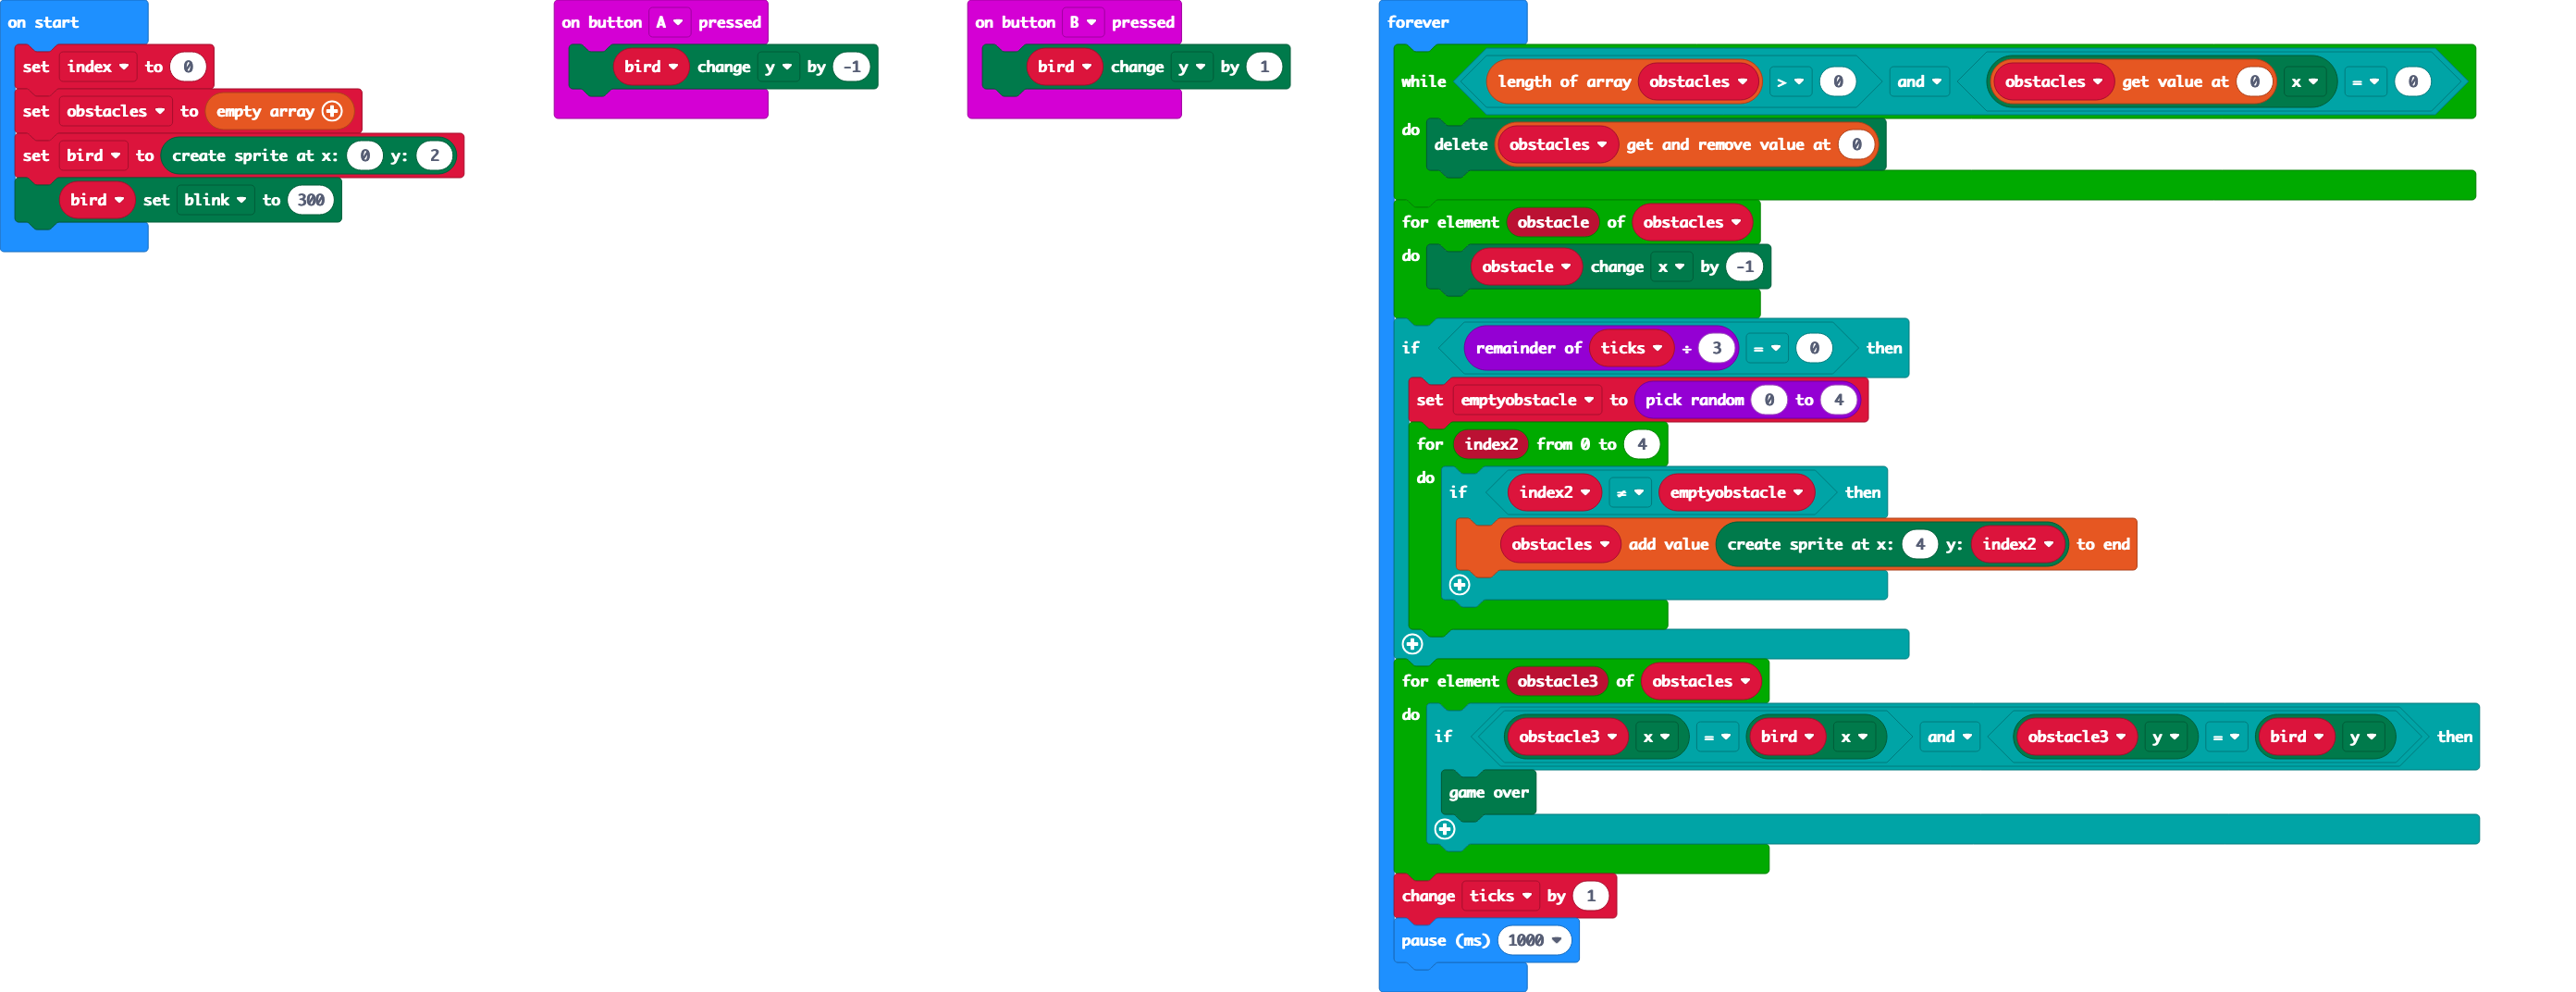 on start
set index to 0
set obstacles to empty array
set bird to create sprite at x: 0 y: 2
bird set blink to 300
on button A pressed
bird change y by -1
on button B pressed
bird change y by 1
forever
while length of array obstacles > 0 and obstacles get value at 0 x = 0
do delete obstacles get and remove value at 0
for element obstacle of obstacles
do obstacle change x by -1
if remainder of ticks ÷ 3 = 0 then
set emptyobstacle to pick random 0 to 4
for index2 from 0 to 4
do if index2 ≠ emptyobstacle then
obstacles add value create sprite at x: 4 y: index2 to end
for element obstacle3 of obstacles
do if obstacle3 x = bird x and obstacle3 y = bird y then
game over
change ticks by 1
pause (ms) 1000